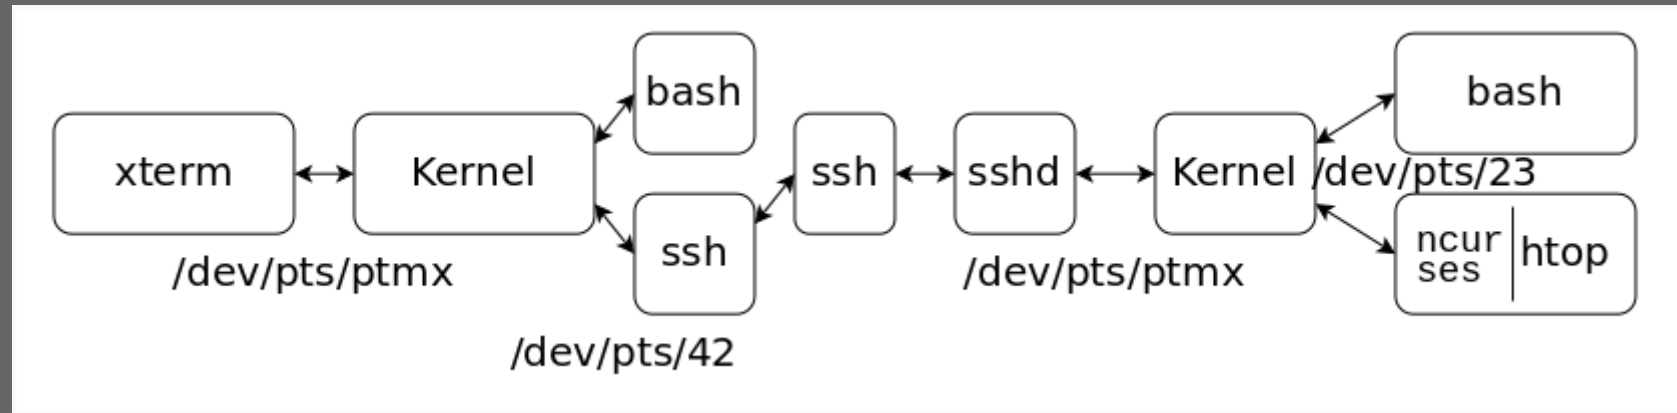 bash
bash
xterm
Kernel
ssh
sshd
Kernel
/dev/pts/23
ssh
ncur
ses
htop
/dev/pts/ptmx
/dev/pts/ptmx
/dev/pts/42